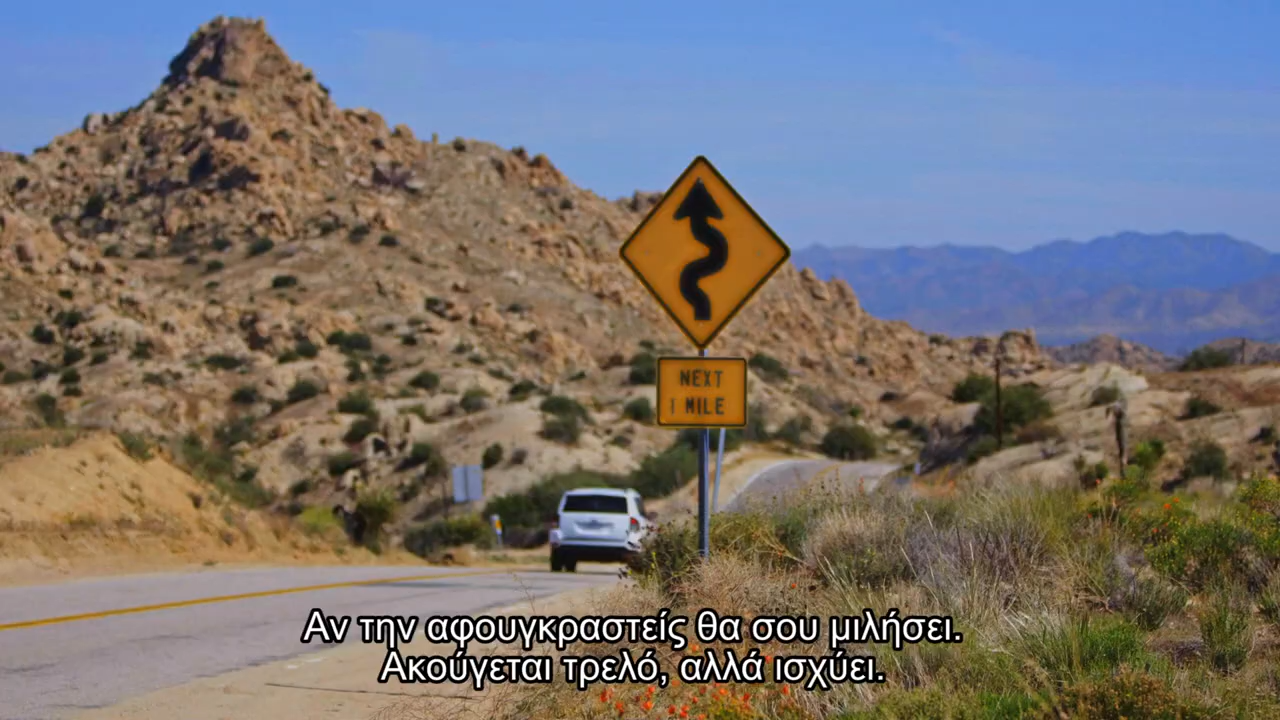 NEXT
1 MILE
Αν την αφουγκραστείς θα σου μιλήσει.
Ακούγεται τρελό, αλλά ισχύει.